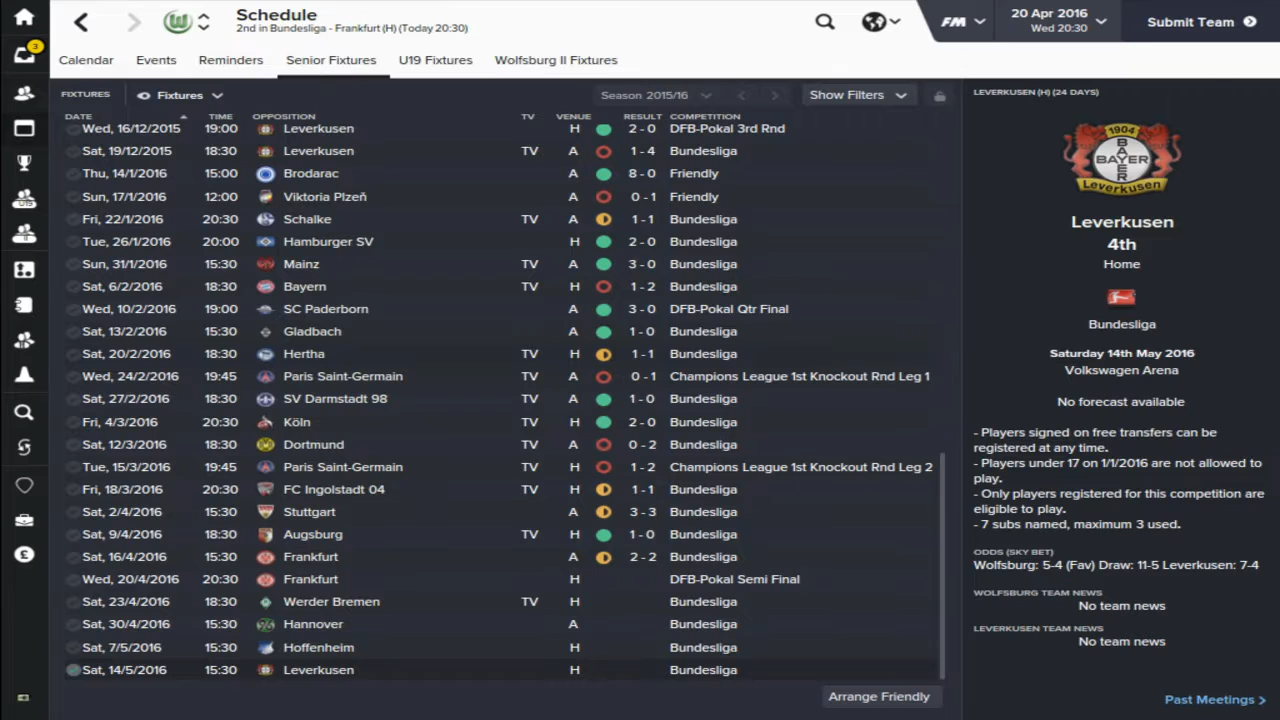 3
Schedule
2nd in Bundesliga - Frankfurt (H) (Today 20:30)
FM
20 Apr 2016
Wed 20:30
Submit Team
Calendar Events Reminders Senior Fixtures U19 Fixtures Wolfsburg II Fixtures
FIXTURES Fixtures Season 2015/16 Show Filters
DATE TIME OPPOSITION TV VENUE RESULT COMPETITION
Wed, 16/12/2015 19:00 Leverkusen H 2 - 0 DFB-Pokal 3rd Rnd
Sat, 19/12/2015 18:30 Leverkusen TV A 1 - 4 Bundesliga
Thu, 14/1/2016 15:00 Brodarac A 8 - 0 Friendly
Sun, 17/1/2016 12:00 Viktoria Plzeň A 0 - 1 Friendly
Fri, 22/1/2016 20:30 Schalke TV A 1 - 1 Bundesliga
Tue, 26/1/2016 20:00 Hamburger SV H 2 - 0 Bundesliga
Sun, 31/1/2016 15:30 Mainz TV A 3 - 0 Bundesliga
Sat, 6/2/2016 18:30 Bayern TV H 1 - 2 Bundesliga
Wed, 10/2/2016 19:00 SC Paderborn A 3 - 0 DFB-Pokal Qtr Final
Sat, 13/2/2016 15:30 Gladbach A 1 - 0 Bundesliga
Sat, 20/2/2016 18:30 Hertha TV H 1 - 1 Bundesliga
Wed, 24/2/2016 19:45 Paris Saint-Germain TV A 0 - 1 Champions League 1st Knockout Rnd Leg 1
Sat, 27/2/2016 18:30 SV Darmstadt 98 TV A 1 - 0 Bundesliga
Fri, 4/3/2016 20:30 Köln TV H 2 - 0 Bundesliga
Sat, 12/3/2016 18:30 Dortmund TV A 0 - 2 Bundesliga
Tue, 15/3/2016 19:45 Paris Saint-Germain TV H 1 - 2 Champions League 1st Knockout Rnd Leg 2
Fri, 18/3/2016 20:30 FC Ingolstadt 04 TV H 1 - 1 Bundesliga
Sat, 2/4/2016 15:30 Stuttgart A 3 - 3 Bundesliga
Sat, 9/4/2016 18:30 Augsburg TV H 1 - 0 Bundesliga
Sat, 16/4/2016 15:30 Frankfurt A 2 - 2 Bundesliga
Wed, 20/4/2016 20:30 Frankfurt H DFB-Pokal Semi Final
Sat, 23/4/2016 18:30 Werder Bremen TV H Bundesliga
Sat, 30/4/2016 15:30 Hannover A Bundesliga
Sat, 7/5/2016 15:30 Hoffenheim H Bundesliga
Sat, 14/5/2016 15:30 Leverkusen H Bundesliga
Arrange Friendly
LEVERKUSEN (H) (24 DAYS)
1904
BAYER
BAYER
Leverkusen
Leverkusen
4th
Home
Bundesliga
Saturday 14th May 2016
Volkswagen Arena
No forecast available
- Players signed on free transfers can be
registered at any time.
- Players under 17 on 1/1/2016 are not allowed to
play.
- Only players registered for this competition are
eligible to play.
- 7 subs named, maximum 3 used.
ODDS (SKY BET)
Wolfsburg: 5-4 (Fav) Draw: 11-5 Leverkusen: 7-4
WOLFSBURG TEAM NEWS
No team news
LEVERKUSEN TEAM NEWS
No team news
Past Meetings >